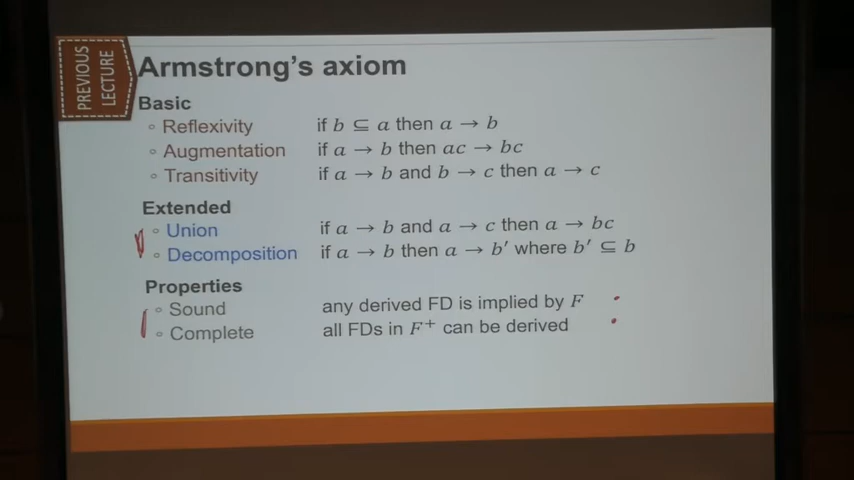 PREVIOUS
LECTURE
Armstrong's axiom
Basic
◦ Reflexivity if b ⊆ a then a → b
◦ Augmentation if a → b then ac → bc
◦ Transitivity if a → b and b → c then a → c
Extended
◦ Union if a → b and a → c then a → bc
◦ Decomposition if a → b then a → b′ where b′ ⊆ b
Properties
◦ Sound any derived FD is implied by F
◦ Complete all FDs in F⁺ can be derived